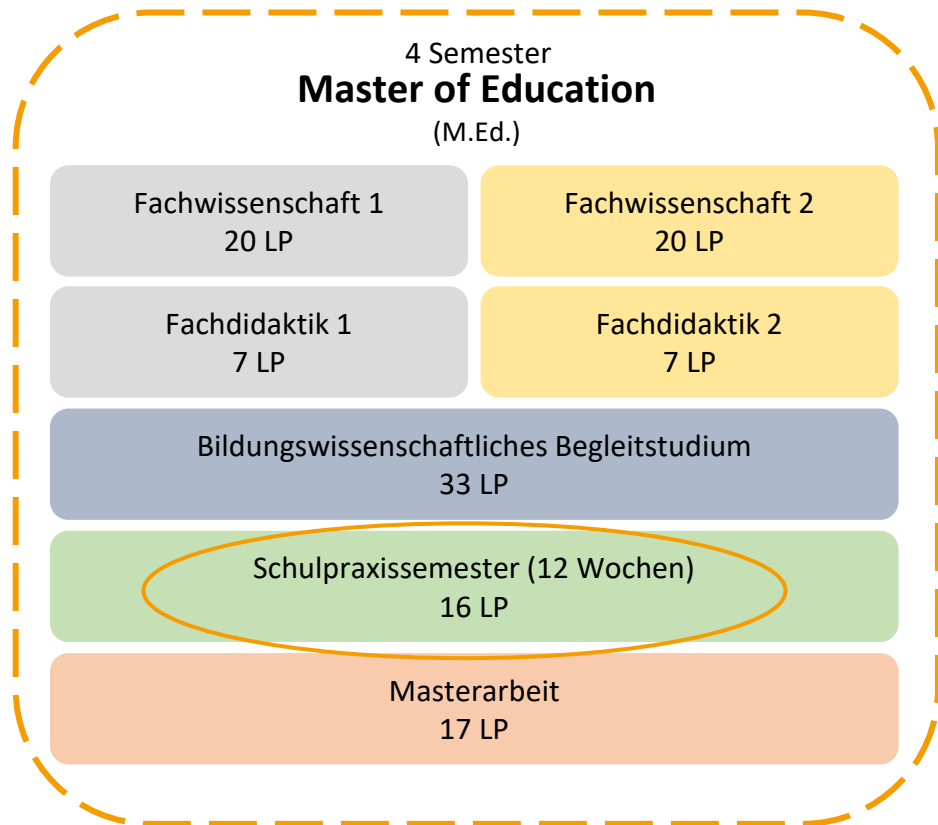 4 Semester
Master of Education
(M.Ed.)
Fachwissenschaft 1
20 LP
Fachwissenschaft 2
20 LP
Fachdidaktik 1
7 LP
Fachdidaktik 2
7 LP
Bildungswissenschaftliches Begleitstudium
33 LP
Schulpraxissemester (12 Wochen)
16 LP
Masterarbeit
17 LP